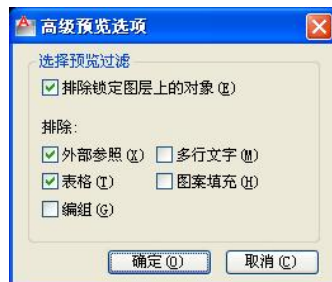 高级预览选项
选择预览过滤
排除锁定图层上的对象(E)
排除:
外部参照(X) 多行文字(M)
表格(T) 图案填充(H)
编组(G)
确定(O) 取消(C)